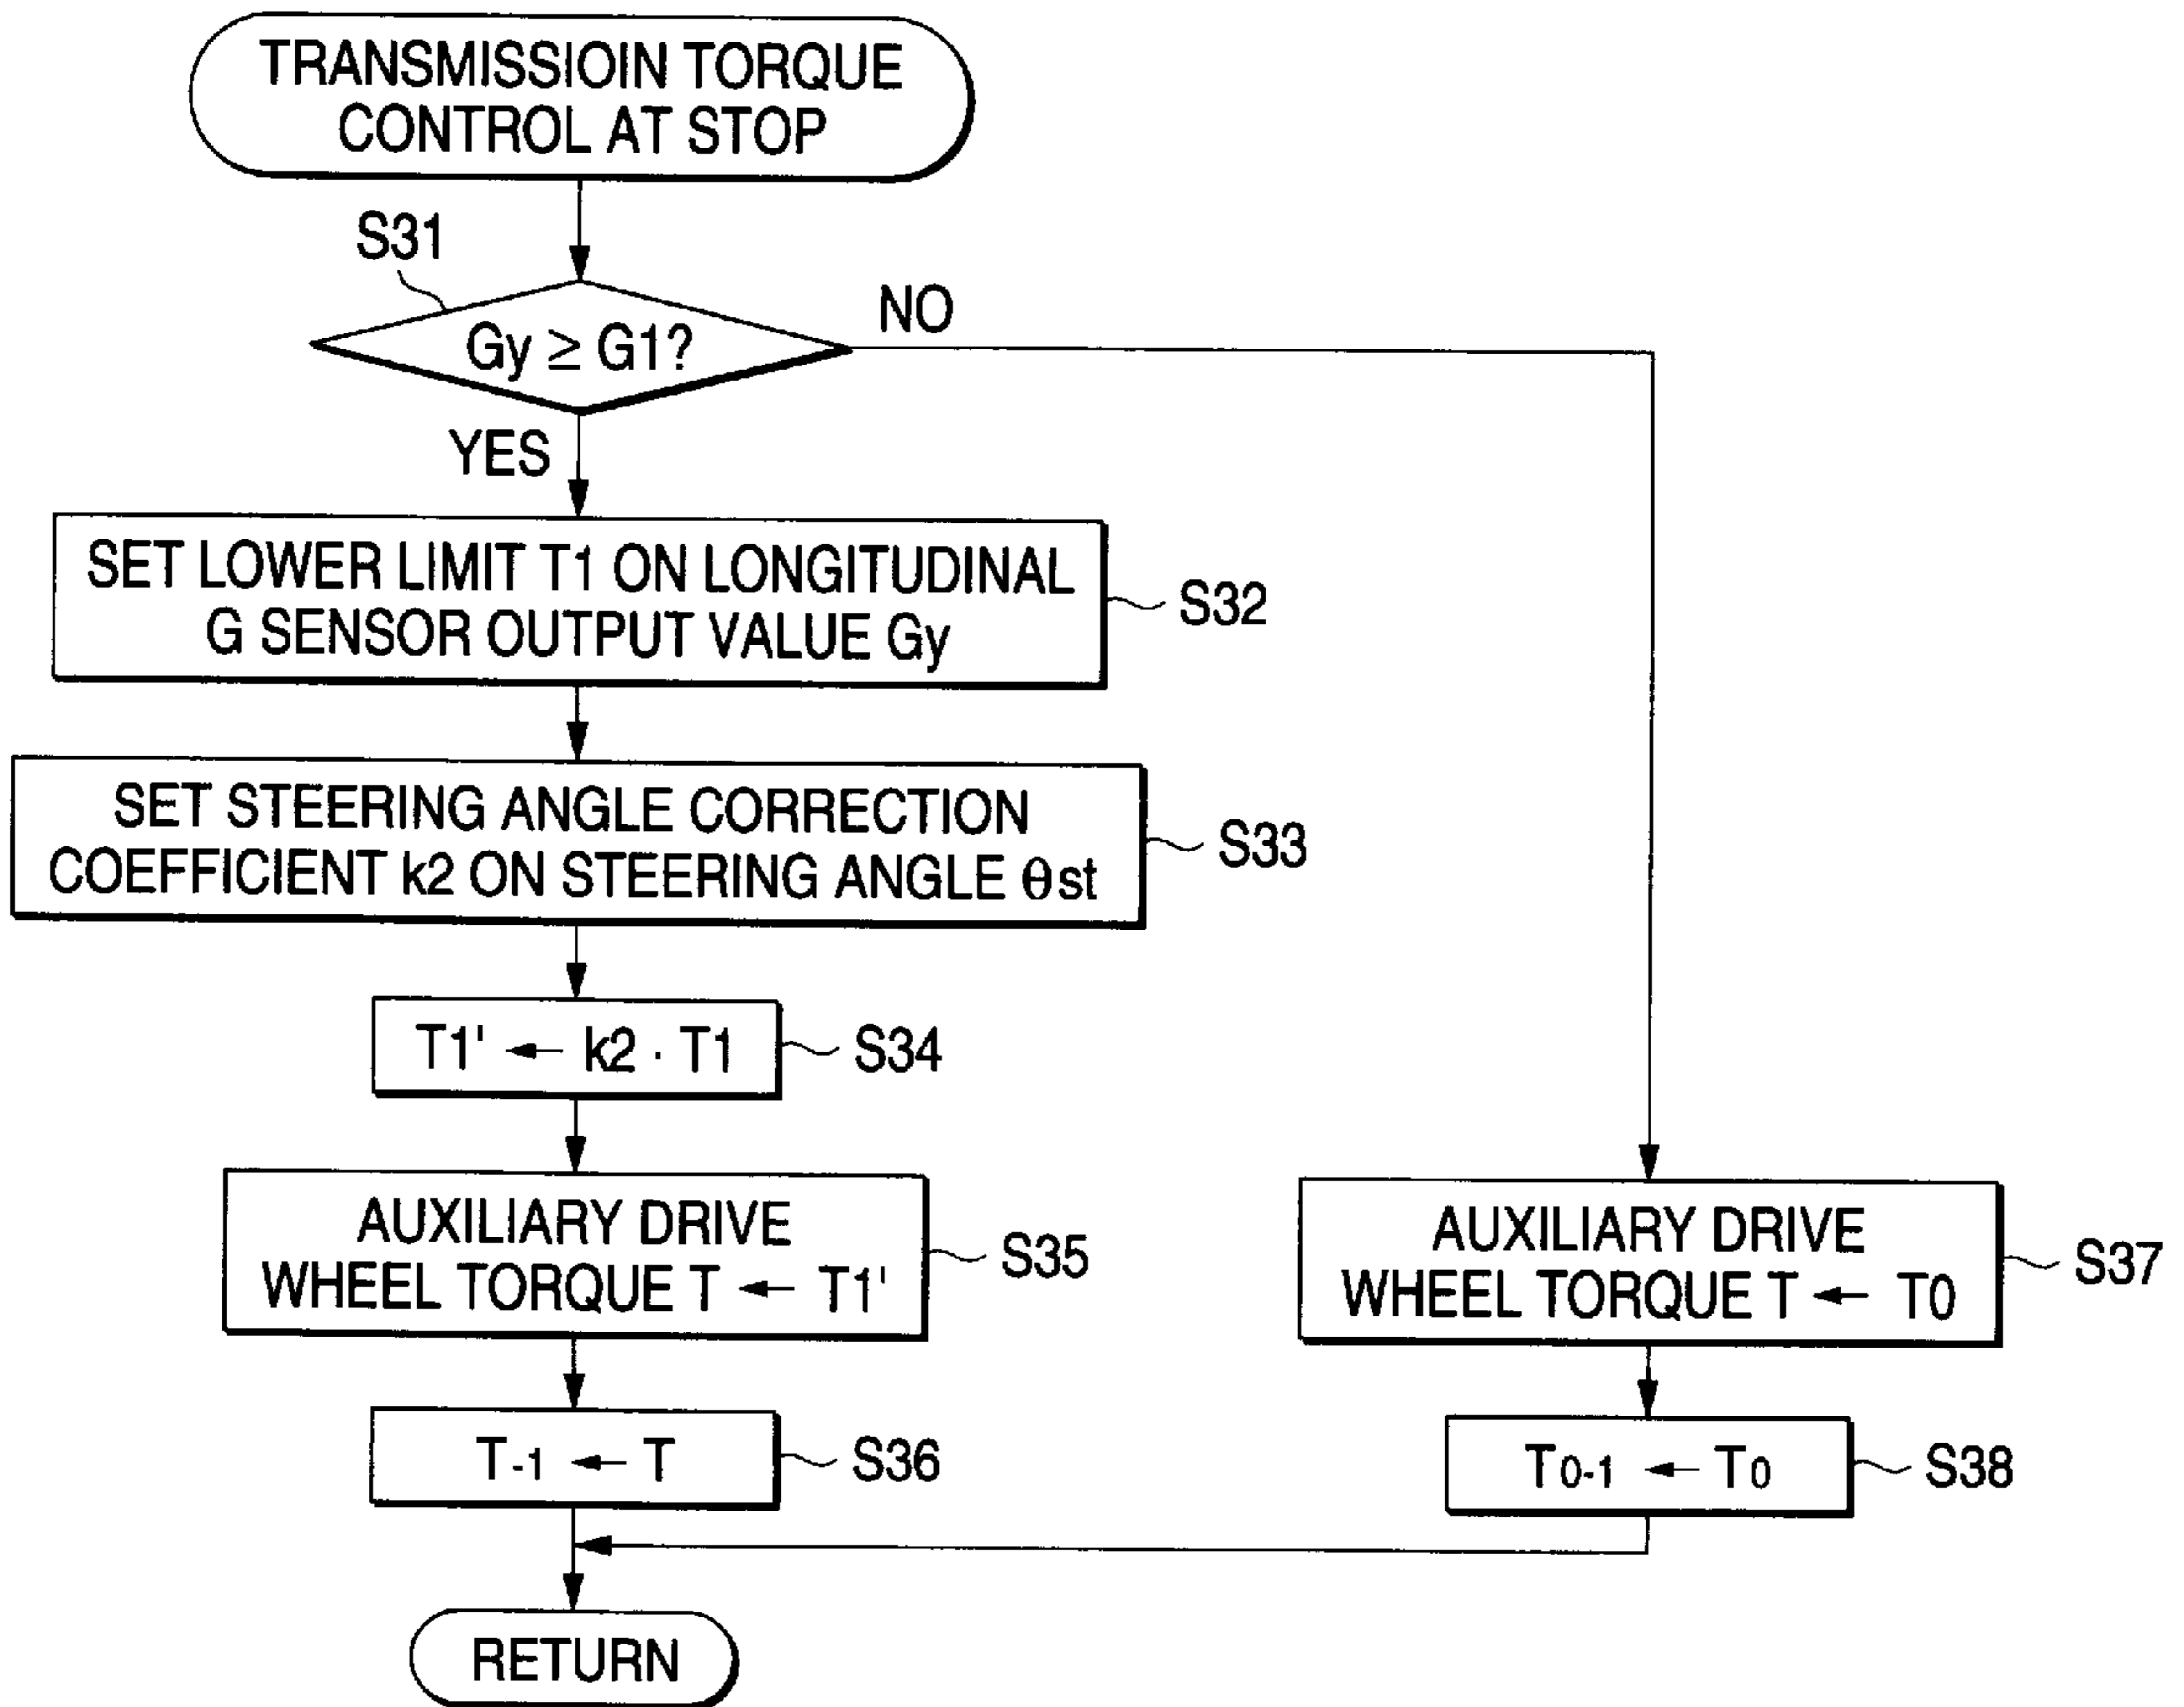 TRANSMISSIOIN TORQUE
CONTROL AT STOP
S31
Gy ≥ G1?
NO
YES
SET LOWER LIMIT T1 ON LONGITUDINAL
G SENSOR OUTPUT VALUE Gy
S32
SET STEERING ANGLE CORRECTION
COEFFICIENT k2 ON STEERING ANGLE θst
S33
T1' ← k2 · T1
S34
AUXILIARY DRIVE
WHEEL TORQUE T ← T1'
S35
AUXILIARY DRIVE
WHEEL TORQUE T ← T0
S37
T-1 ← T
S36
T0-1 ← T0
S38
RETURN